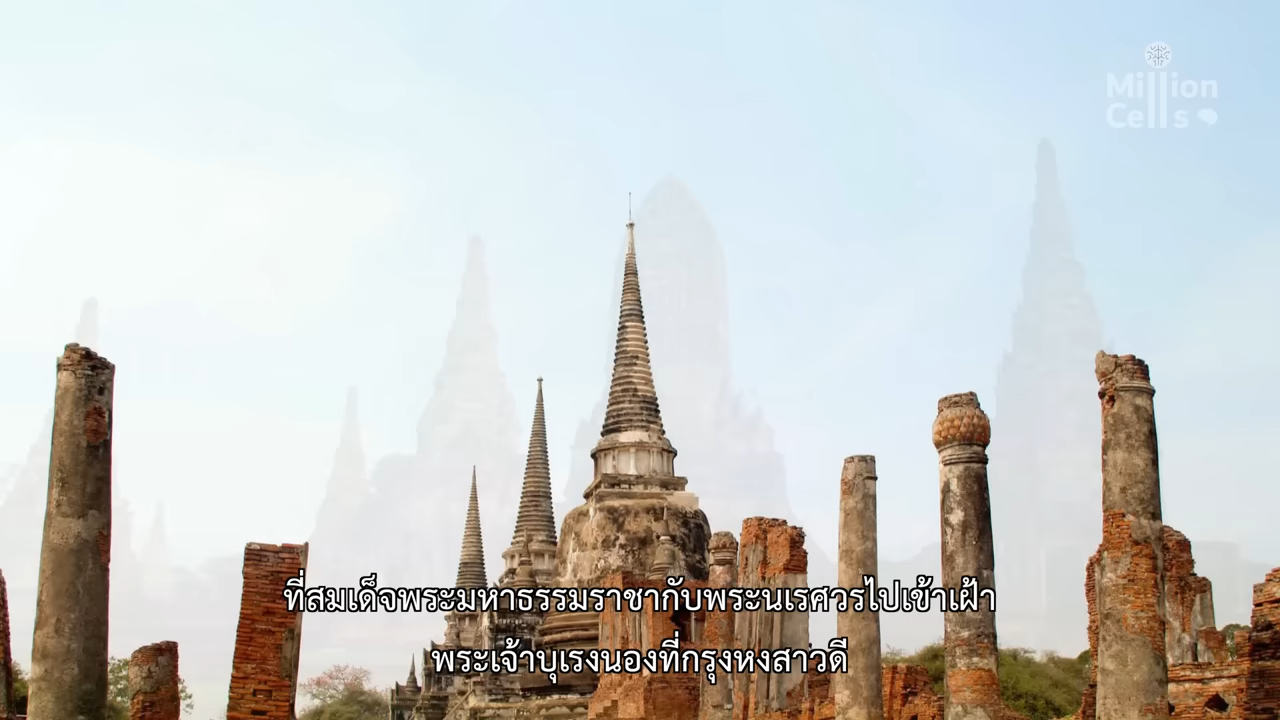 Million
Cells
ที่สมเด็จพระมหาธรรมราชากับพระนเรศวรไปเข้าเฝ้า
พระเจ้าบุเรงนองที่กรุงหงสาวดี